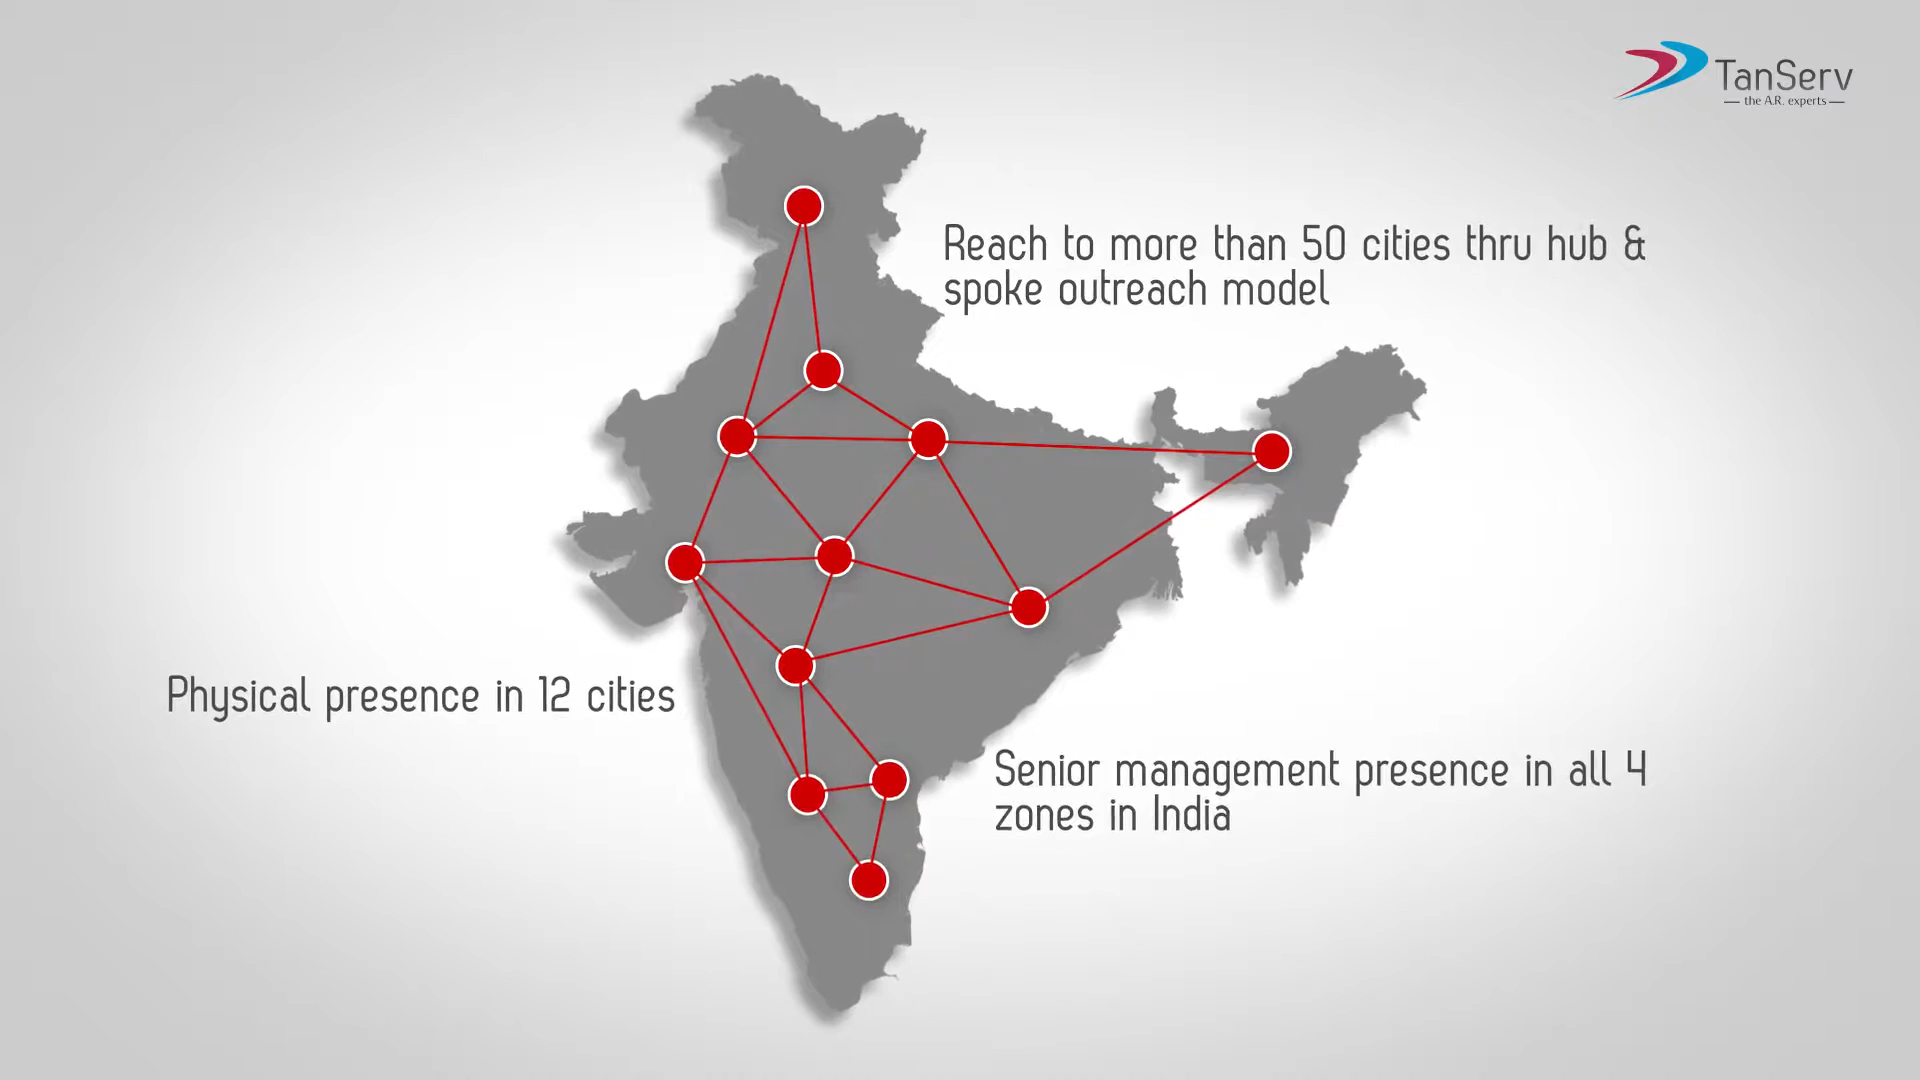 TanServ
the A.R. experts
Reach to more than 50 cities thru hub &
spoke outreach model
Physical presence in 12 cities
Senior management presence in all 4
zones in India